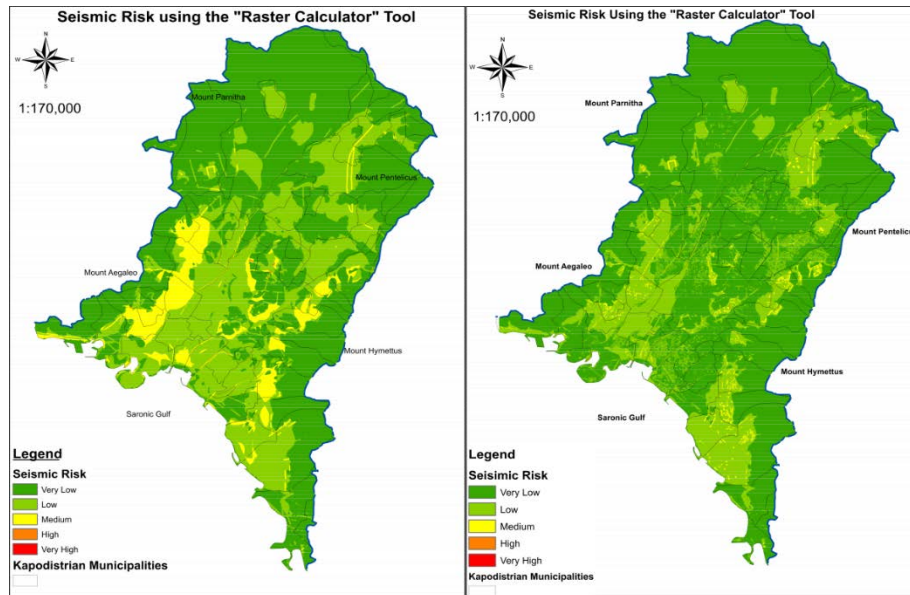 Seismic Risk using the "Raster Calculator" Tool
N
W E
S
1:170,000
Mount Parnitha
Mount Pentelicus
Mount Aegaleo
Mount Hymettus
Saronic Gulf
Legend
Seismic Risk
Very Low
Low
Medium
High
Very High
Kapodistrian Municipalities
Seismic Risk Using the "Raster Calculator" Tool
N
W E
S
1:170,000
Mount Parnitha
Mount Pentelicus
Mount Aegaleo
Mount Hymettus
Saronic Gulf
Legend
Seisimic Risk
Very Low
Low
Medium
High
Very High
Kapodistrian Municipalities